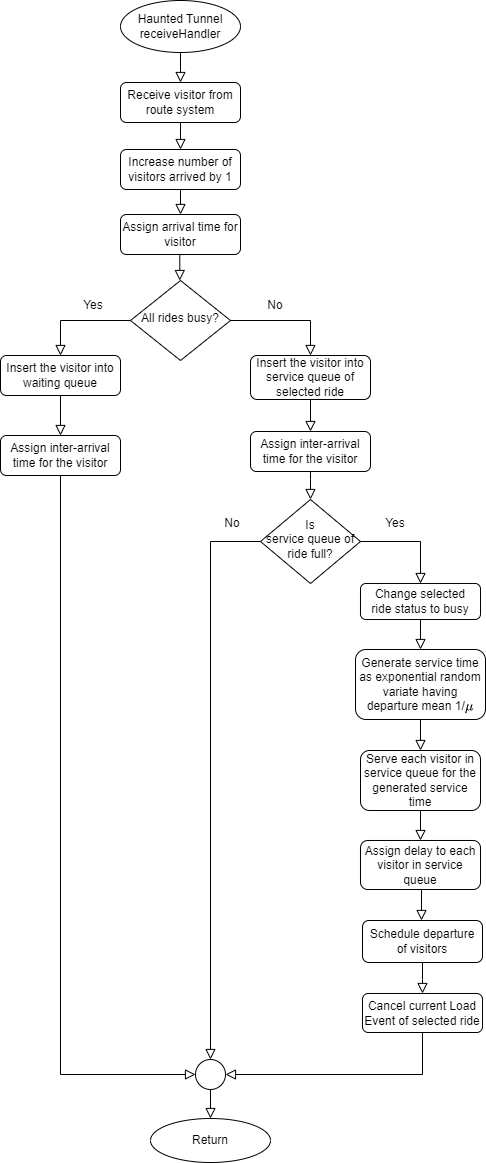 Haunted Tunnel
receiveHandler
Receive visitor from
route system
Increase number of
visitors arrived by 1
Assign arrival time for
visitor
All rides busy?
Yes
No
Insert the visitor into
waiting queue
Assign inter-arrival
time for the visitor
Insert the visitor into
service queue of
selected ride
Assign inter-arrival
time for the visitor
Is
service queue of
ride full?
No
Yes
Change selected
ride status to busy
Generate service time
as exponential random
variate having
departure mean 1/μ
Serve each visitor in
service queue for the
generated service
time
Assign delay to each
visitor in service
queue
Schedule departure
of visitors
Cancel current Load
Event of selected ride
Return